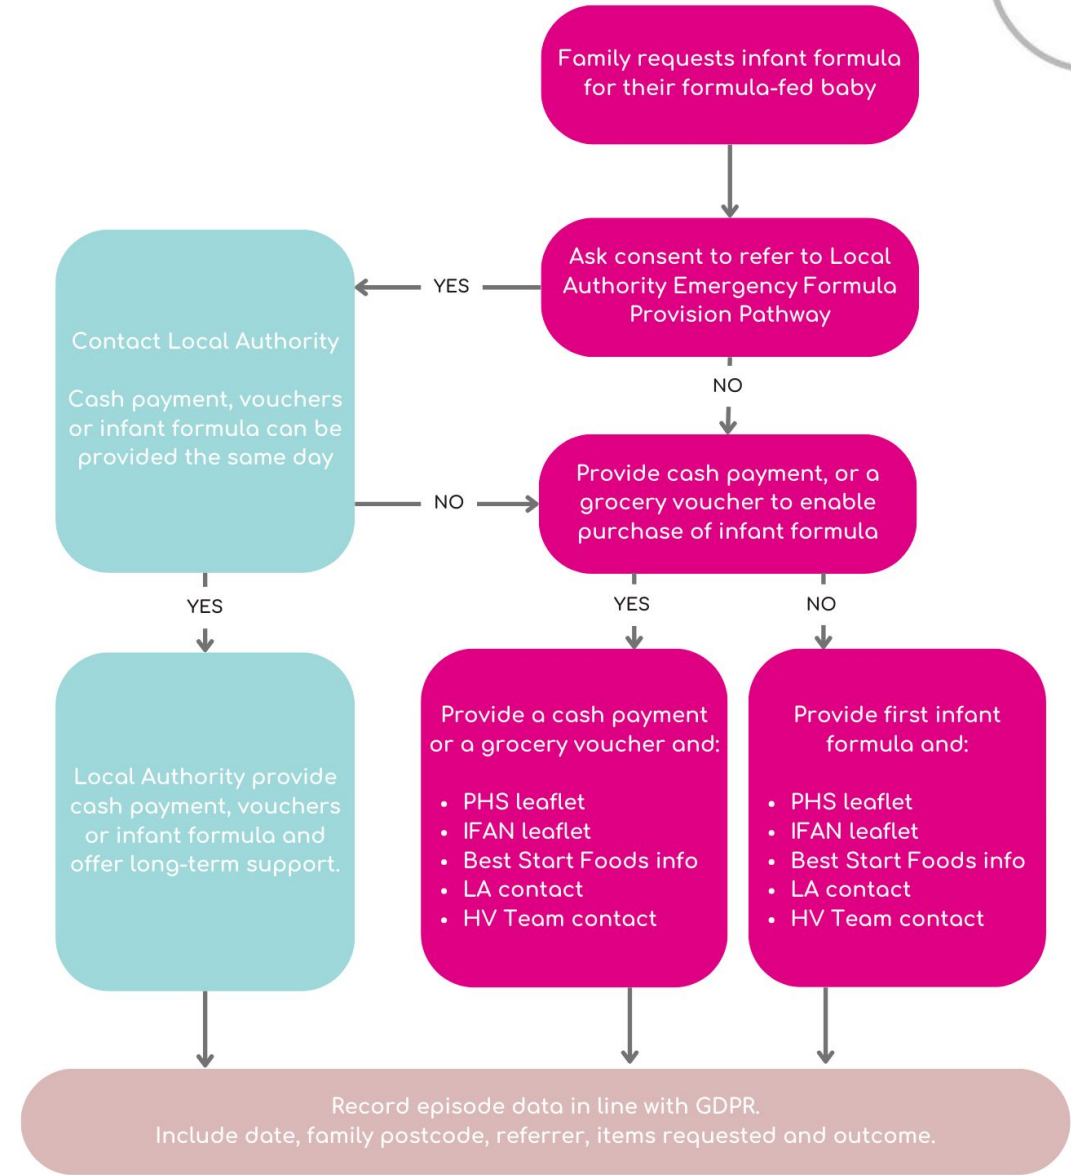 Family requests infant formula
for their formula-fed baby
Ask consent to refer to Local
Authority Emergency Formula
Provision Pathway
YES
NO
Contact Local Authority
Cash payment, vouchers
or infant formula can be
provided the same day
NO
Provide cash payment, or a
grocery voucher to enable
purchase of infant formula
YES
YES
NO
Local Authority provide
cash payment, vouchers
or infant formula and
offer long-term support.
Provide a cash payment
or a grocery voucher and:
• PHS leaflet
• IFAN leaflet
• Best Start Foods info
• LA contact
• HV Team contact
Provide first infant
formula and:
• PHS leaflet
• IFAN leaflet
• Best Start Foods info
• LA contact
• HV Team contact
Record episode data in line with GDPR.
Include date, family postcode, referrer, items requested and outcome.